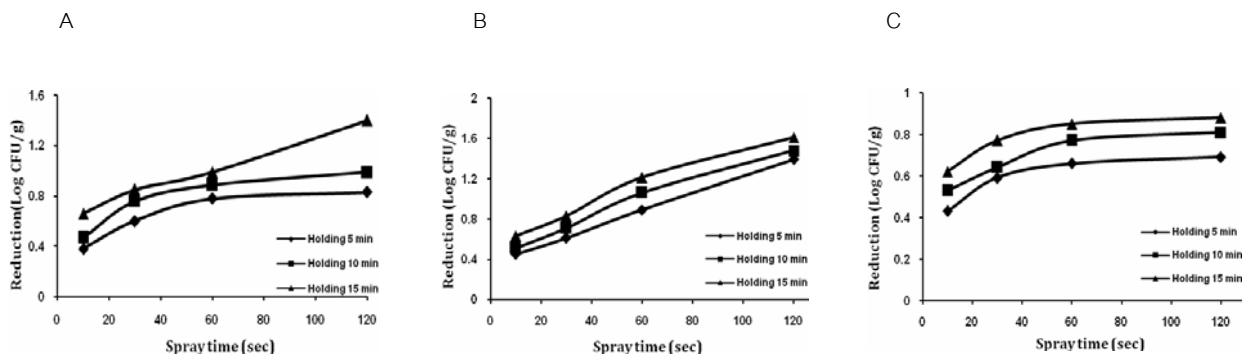 A
B
C
Reduction(Log CFU/g)
1.6
1.2
0.8
0.4
0
Holding 5 min
Holding 10 min
Holding 15 min
0 20 40 60 80 100 120
Spray time (sec)
Reduction (Log CFU/g)
2
1.6
1.2
0.8
0.4
0
Holding 5 min
Holding 10 min
Holding 15 min
0 20 40 60 80 100 120
Spray time (sec)
Reduction (Log CFU/g)
1
0.8
0.6
0.4
0.2
0
Holding 5 min
Holding 10 min
Holding 15 min
0 20 40 60 80 100 120
Spray time (sec)